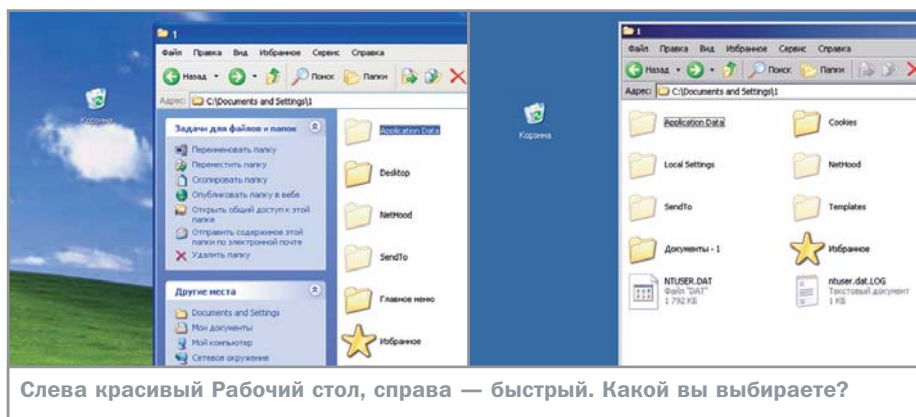 1
Файл Правка Вид Избранное Сервис Справка
Назад Поиск Папки
Адрес: C:\Documents and Settings\1
Корзина
Задачи для файлов и папок
Переименовать папку
Переместить папку
Скопировать папку
Опубликовать папку в вебе
Открыть общий доступ к этой
папке
Отправить содержимое этой
папки по электронной почте
Удалить папку
Другие места
Documents and Settings
Мои документы
Мой компьютер
Сетевое окружение
Application Data
Desktop
NetHood
SendTo
Главное меню
Избранное
1
Файл Правка Вид Избранное Сервис Справка
Назад Поиск Папки
Адрес: C:\Documents and Settings\1
Корзина
Application Data Cookies
Local Settings NetHood
SendTo Templates
Документы - 1 Избранное
NTUSER.DAT ntuser.dat.LOG
Файл "DAT" Текстовый документ
1 792 КБ 1 КБ
Слева красивый Рабочий стол, справа — быстрый. Какой вы выбираете?